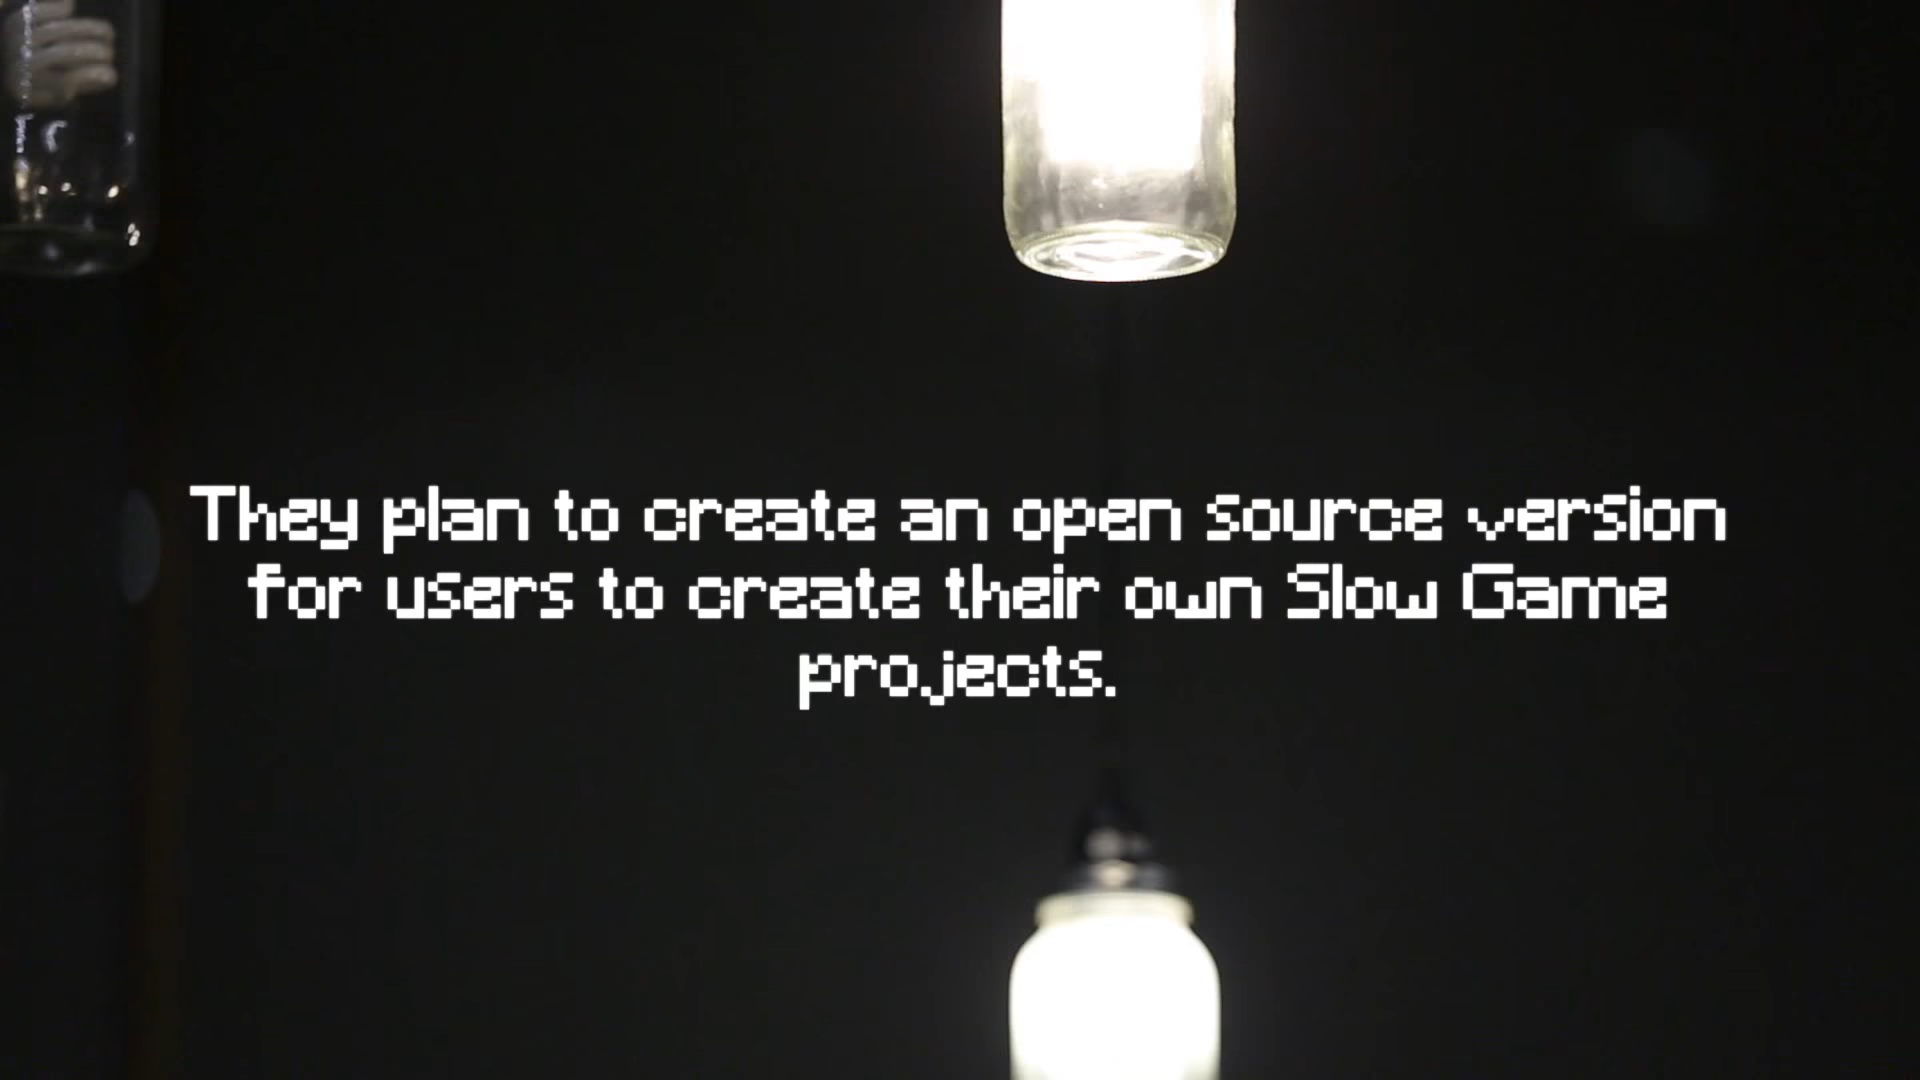 They plan to create an open source version
for users to create their own Slow Game
projects.